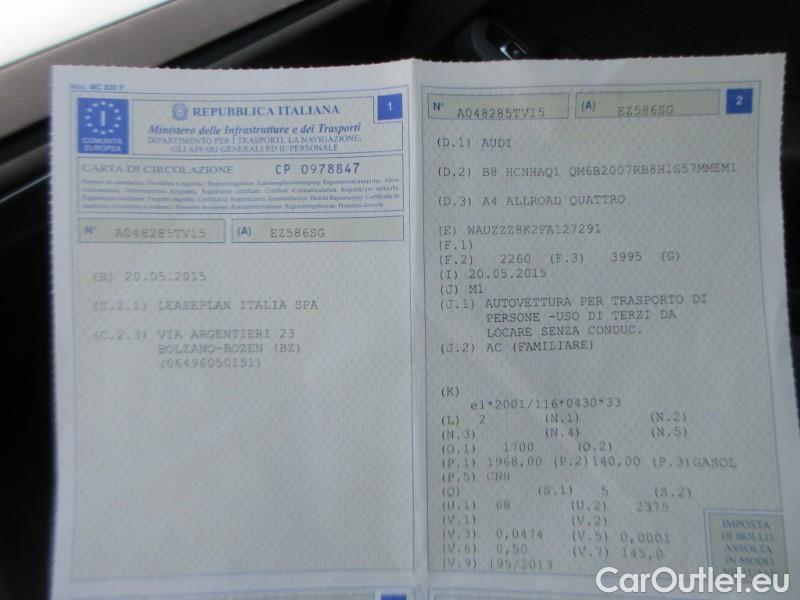 Mod. MC 820 F
I
COMUNITÀ
EUROPEA
REPUBBLICA ITALIANA
1
Ministero delle Infrastrutture e dei Trasporti
DIPARTIMENTO PER I TRASPORTI, LA NAVIGAZIONE,
GLI AFFARI GENERALI ED IL PERSONALE
CARTA DI CIRCOLAZIONE CP 0978847
N° A048285TV15 (A) EZ586SG
(B) 20.05.2015
(C.2.1) LEASEPLAN ITALIA SPA
(C.2.3) VIA ARGENTIERI 23
BOLZANO-BOZEN (BZ)
(06496050151)
N° A048285TV15 (A) EZ586SG 2
(D.1) AUDI
(D.2) B8 HCNHAQ1 QM6B2007RB8H1S57MMEM1
(D.3) A4 ALLROAD QUATTRO
(E) WAUZZZ8K2FA127291
(F.1)
(F.2) 2260 (F.3) 3995 (G)
(I) 20.05.2015
(J) M1
(J.1) AUTOVETTURA PER TRASPORTO DI
PERSONE -USO DI TERZI DA
LOCARE SENZA CONDUC.
(J.2) AC (FAMILIARE)
(K)
e1*2001/116*0430*33
(L) 2 (N.1) (N.2)
(N.3) (N.4) (N.5)
(O.1) 1700 (O.2)
(P.1) 1968,00 (P.2)140,00 (P.3)GASOL
(P.5) CNH
(Q) (S.1) 5 (S.2)
(U.1) 68 (U.2) 2375
(V.1) (V.2)
(V.3) 0,0474 (V.5) 0,0001
(V.6) 0,50 (V.7) 145,0
(V.9) 195/2013
IMPOSTA
DI BOLLO
ASSOLTA
IN MODO
CarOutlet.eu